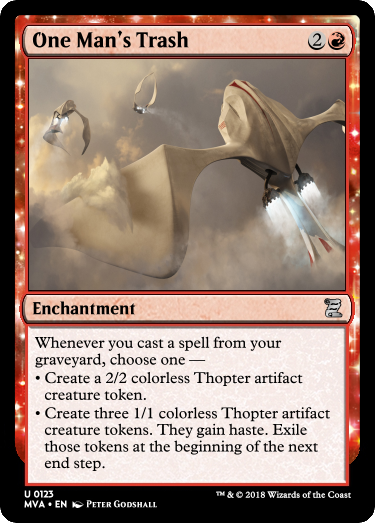 One Man's Trash 2
Enchantment
Whenever you cast a spell from your
graveyard, choose one —
• Create a 2/2 colorless Thopter artifact
creature token.
• Create three 1/1 colorless Thopter artifact
creature tokens. They gain haste. Exile
those tokens at the beginning of the next
end step.
U 0123
MVA • EN Peter Godshall
™ & © 2018 Wizards of the Coast